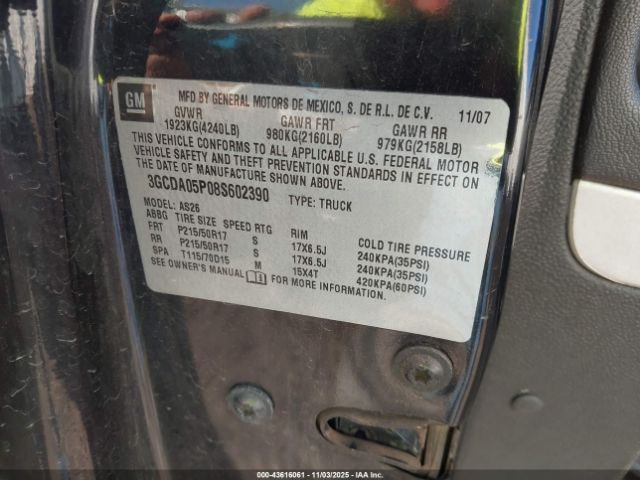 GM
MFD BY GENERAL MOTORS DE MEXICO, S. DE R.L. DE C.V. 11/07
GVWR GAWR FRT GAWR RR
1923KG(4240LB) 980KG(2160LB) 979KG(2158LB)
THIS VEHICLE CONFORMS TO ALL APPLICABLE U.S. FEDERAL MOTOR
VEHICLE SAFETY AND THEFT PREVENTION STANDARDS IN EFFECT ON
THE DATE OF MANUFACTURE SHOWN ABOVE.
3GCDA05P08S602390 TYPE: TRUCK
MODEL: AS26
ABBG TIRE SIZE SPEED RTG RIM COLD TIRE PRESSURE
FRT P215/50R17 S 17X6.5J 240KPA(35PSI)
RR P215/50R17 S 17X6.5J 240KPA(35PSI)
SPA T115/70D15 M 15X4T 420KPA(60PSI)
SEE OWNER'S MANUAL FOR MORE INFORMATION.
000-43616061 - 11/03/2025 - IAAI.COM